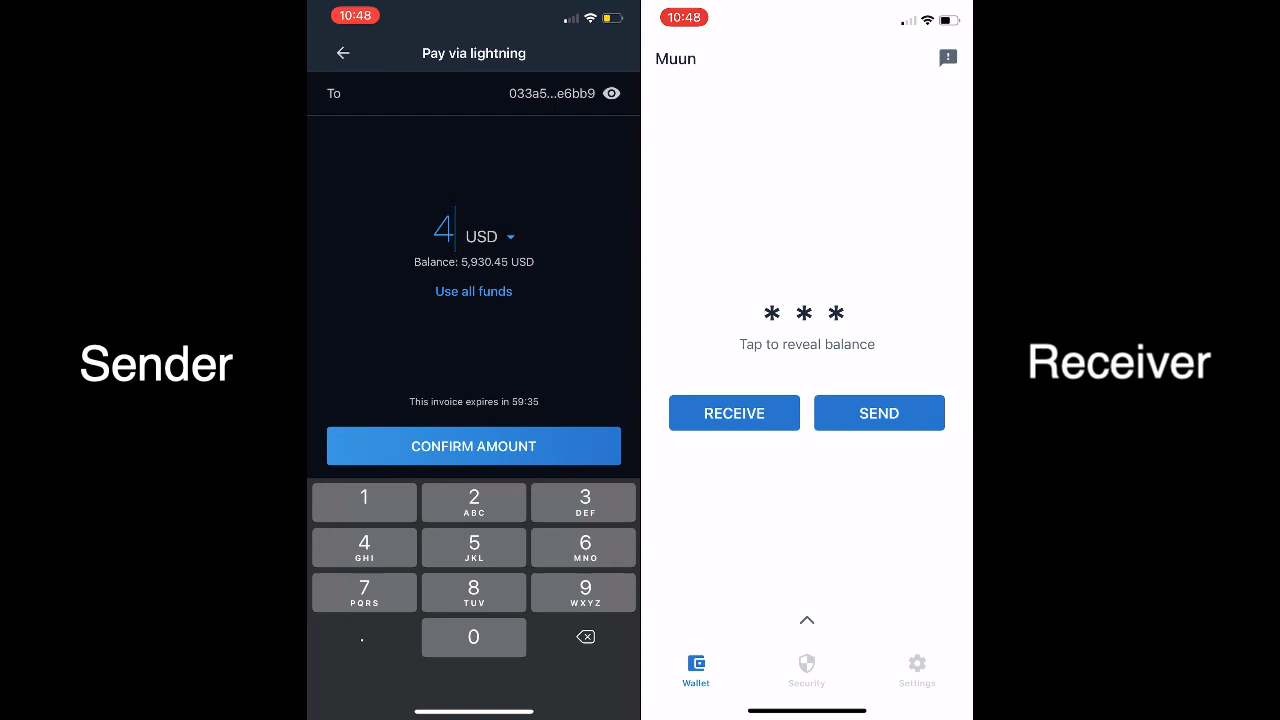 Sender
10:48
Pay via lightning
To 033a5...e6bb9
4 USD
Balance: 5,930.45 USD
Use all funds
This invoice expires in 59:35
CONFIRM AMOUNT
1 2 3
ABC DEF
4 5 6
GHI JKL MNO
7 8 9
PQRS TUV WXYZ
. 0
10:48
Muun
* * *
Tap to reveal balance
RECEIVE SEND
Wallet Security Settings
Receiver